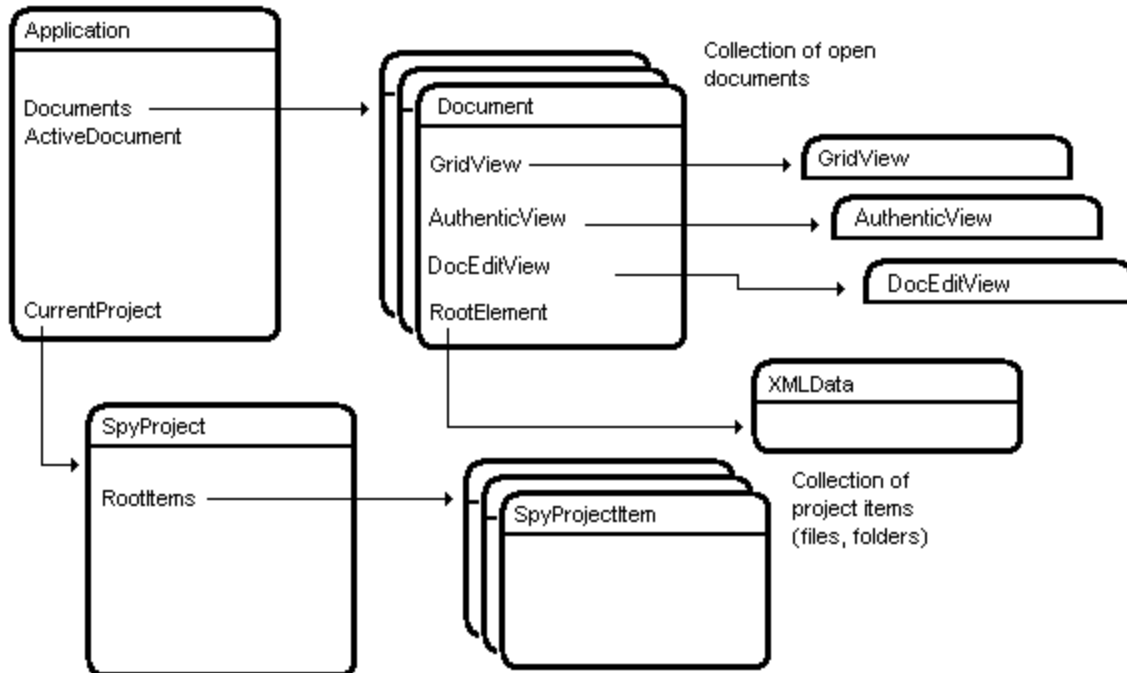 Application
Documents
ActiveDocument
CurrentProject
Collection of open
documents
Document
GridView
AuthenticView
DocEditView
RootElement
GridView
AuthenticView
DocEditView
XMLData
SpyProject
RootItems
SpyProjectItem
Collection of
project items
(files, folders)